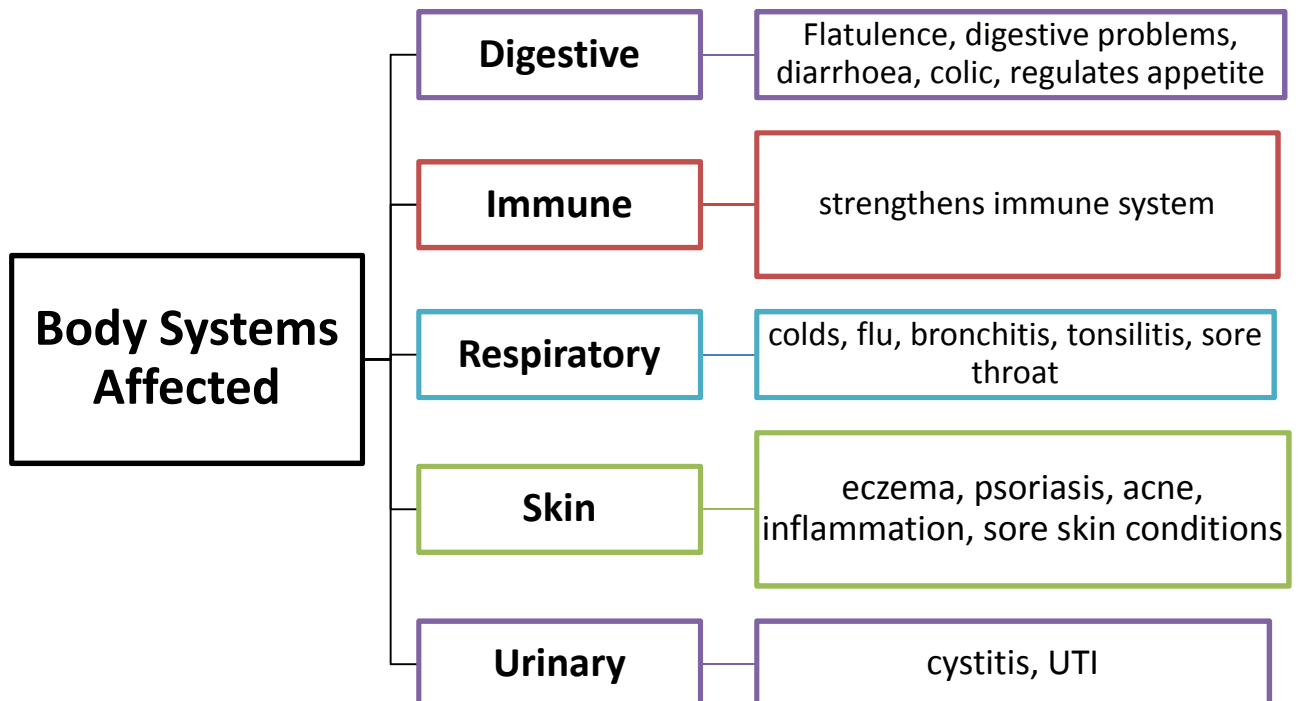 Body Systems
Affected
Digestive
Flatulence, digestive problems,
diarrhoea, colic, regulates appetite
Immune
strengthens immune system
Respiratory
colds, flu, bronchitis, tonsilitis, sore
throat
Skin
eczema, psoriasis, acne,
inflammation, sore skin conditions
Urinary
cystitis, UTI